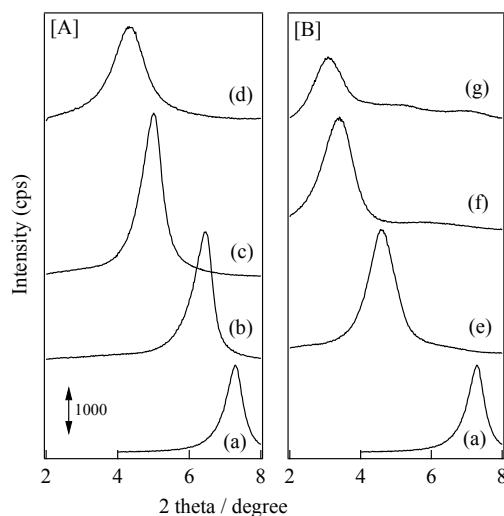 [A]
[B]
(d)
(g)
(f)
(c)
(b)
(e)
(a)
(a)
1000
Intensity (cps)
2 4 6 8
2 4 6 8
2 theta / degree